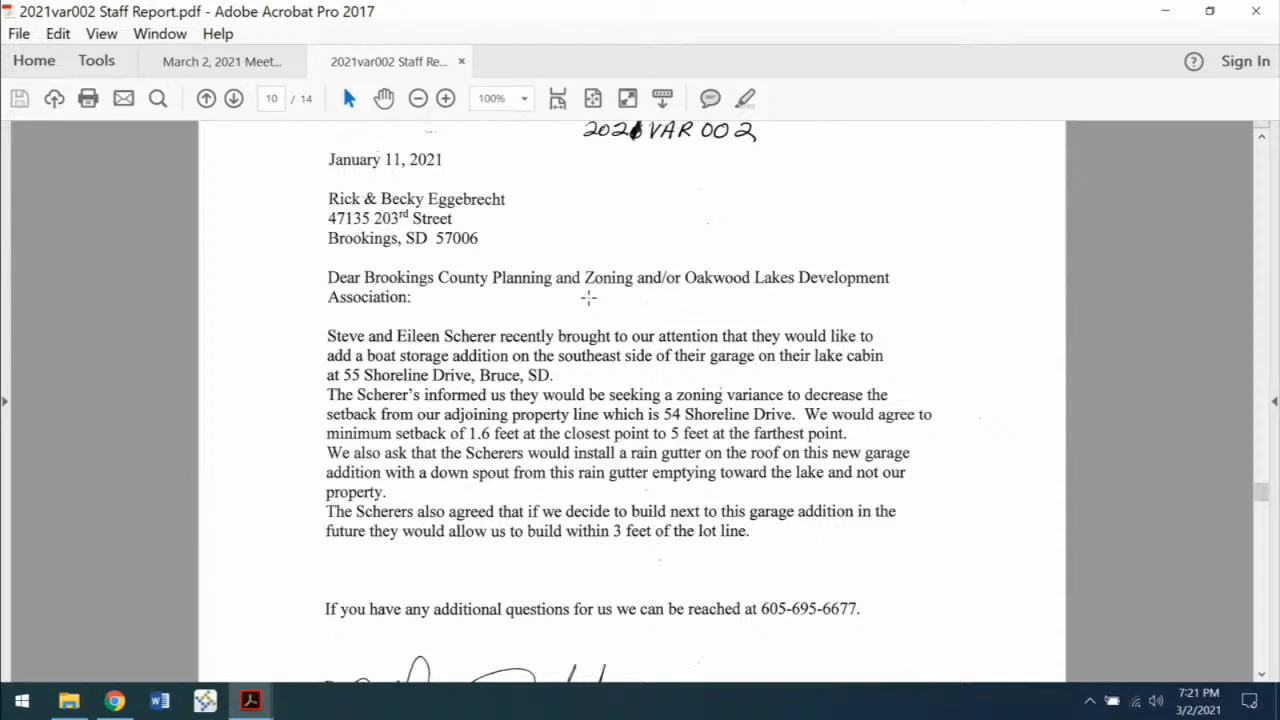 2021var002 Staff Report.pdf - Adobe Acrobat Pro 2017
File Edit View Window Help
Home Tools March 2, 2021 Meet... 2021var002 Staff Re... × ? Sign In
10 / 14 100%
2021VAR002
January 11, 2021
Rick & Becky Eggebrecht
47135 203rd Street
Brookings, SD 57006
Dear Brookings County Planning and Zoning and/or Oakwood Lakes Development
Association:
Steve and Eileen Scherer recently brought to our attention that they would like to
add a boat storage addition on the southeast side of their garage on their lake cabin
at 55 Shoreline Drive, Bruce, SD.
The Scherer's informed us they would be seeking a zoning variance to decrease the
setback from our adjoining property line which is 54 Shoreline Drive. We would agree to
minimum setback of 1.6 feet at the closest point to 5 feet at the farthest point.
We also ask that the Scherers would install a rain gutter on the roof on this new garage
addition with a down spout from this rain gutter emptying toward the lake and not our
property.
The Scherers also agreed that if we decide to build next to this garage addition in the
future they would allow us to build within 3 feet of the lot line.
If you have any additional questions for us we can be reached at 605-695-6677.
7:21 PM
3/2/2021